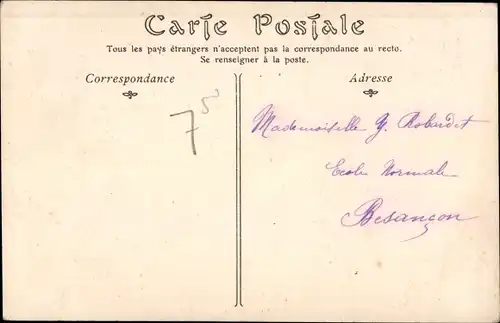 Carte Postale
Tous les pays étrangers n'acceptent pas la correspondance au recto.
Se renseigner à la poste.
Correspondance
Adresse
75
Mademoiselle Y. Robardet
Ecole Normale
Besançon